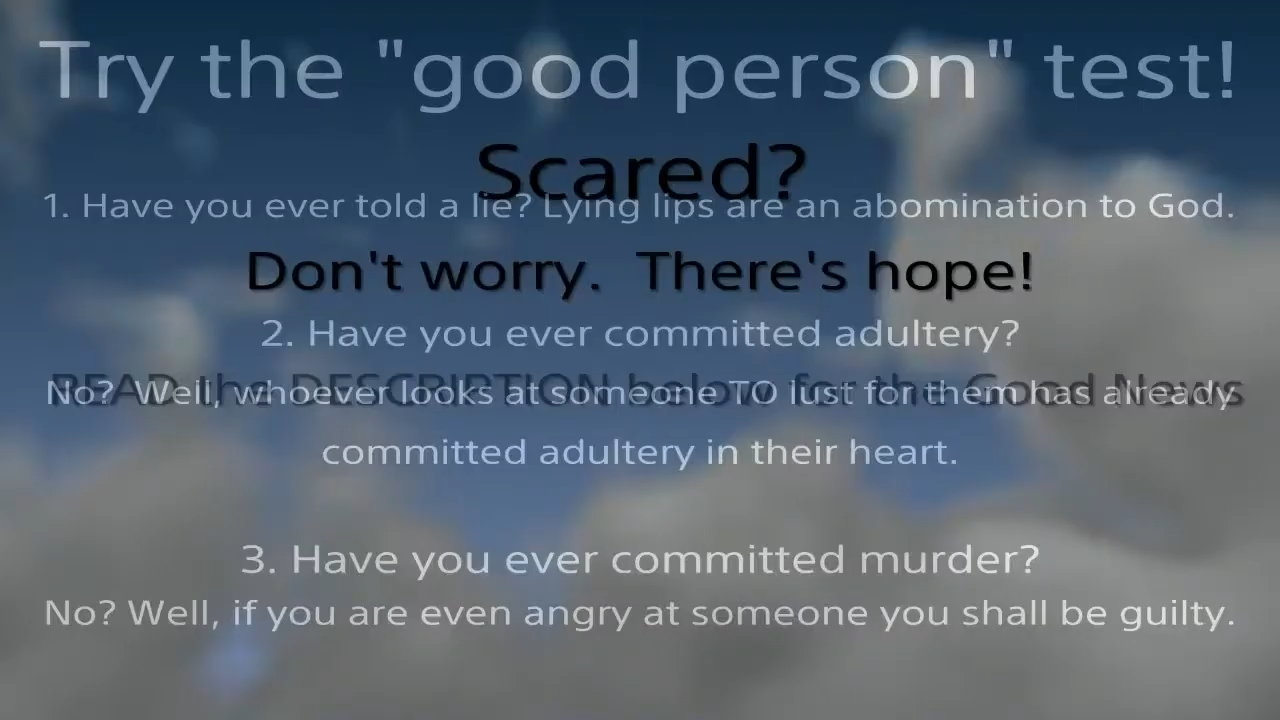 Try the "good person" test!
Scared?
1. Have you ever told a lie? Lying lips are an abomination to God.
Don't worry. There's hope!
2. Have you ever committed adultery?
READ the DESCRIPTION below for the Good News
No? Well, whoever looks at someone TO lust for them has already
committed adultery in their heart.
3. Have you ever committed murder?
No? Well, if you are even angry at someone you shall be guilty.